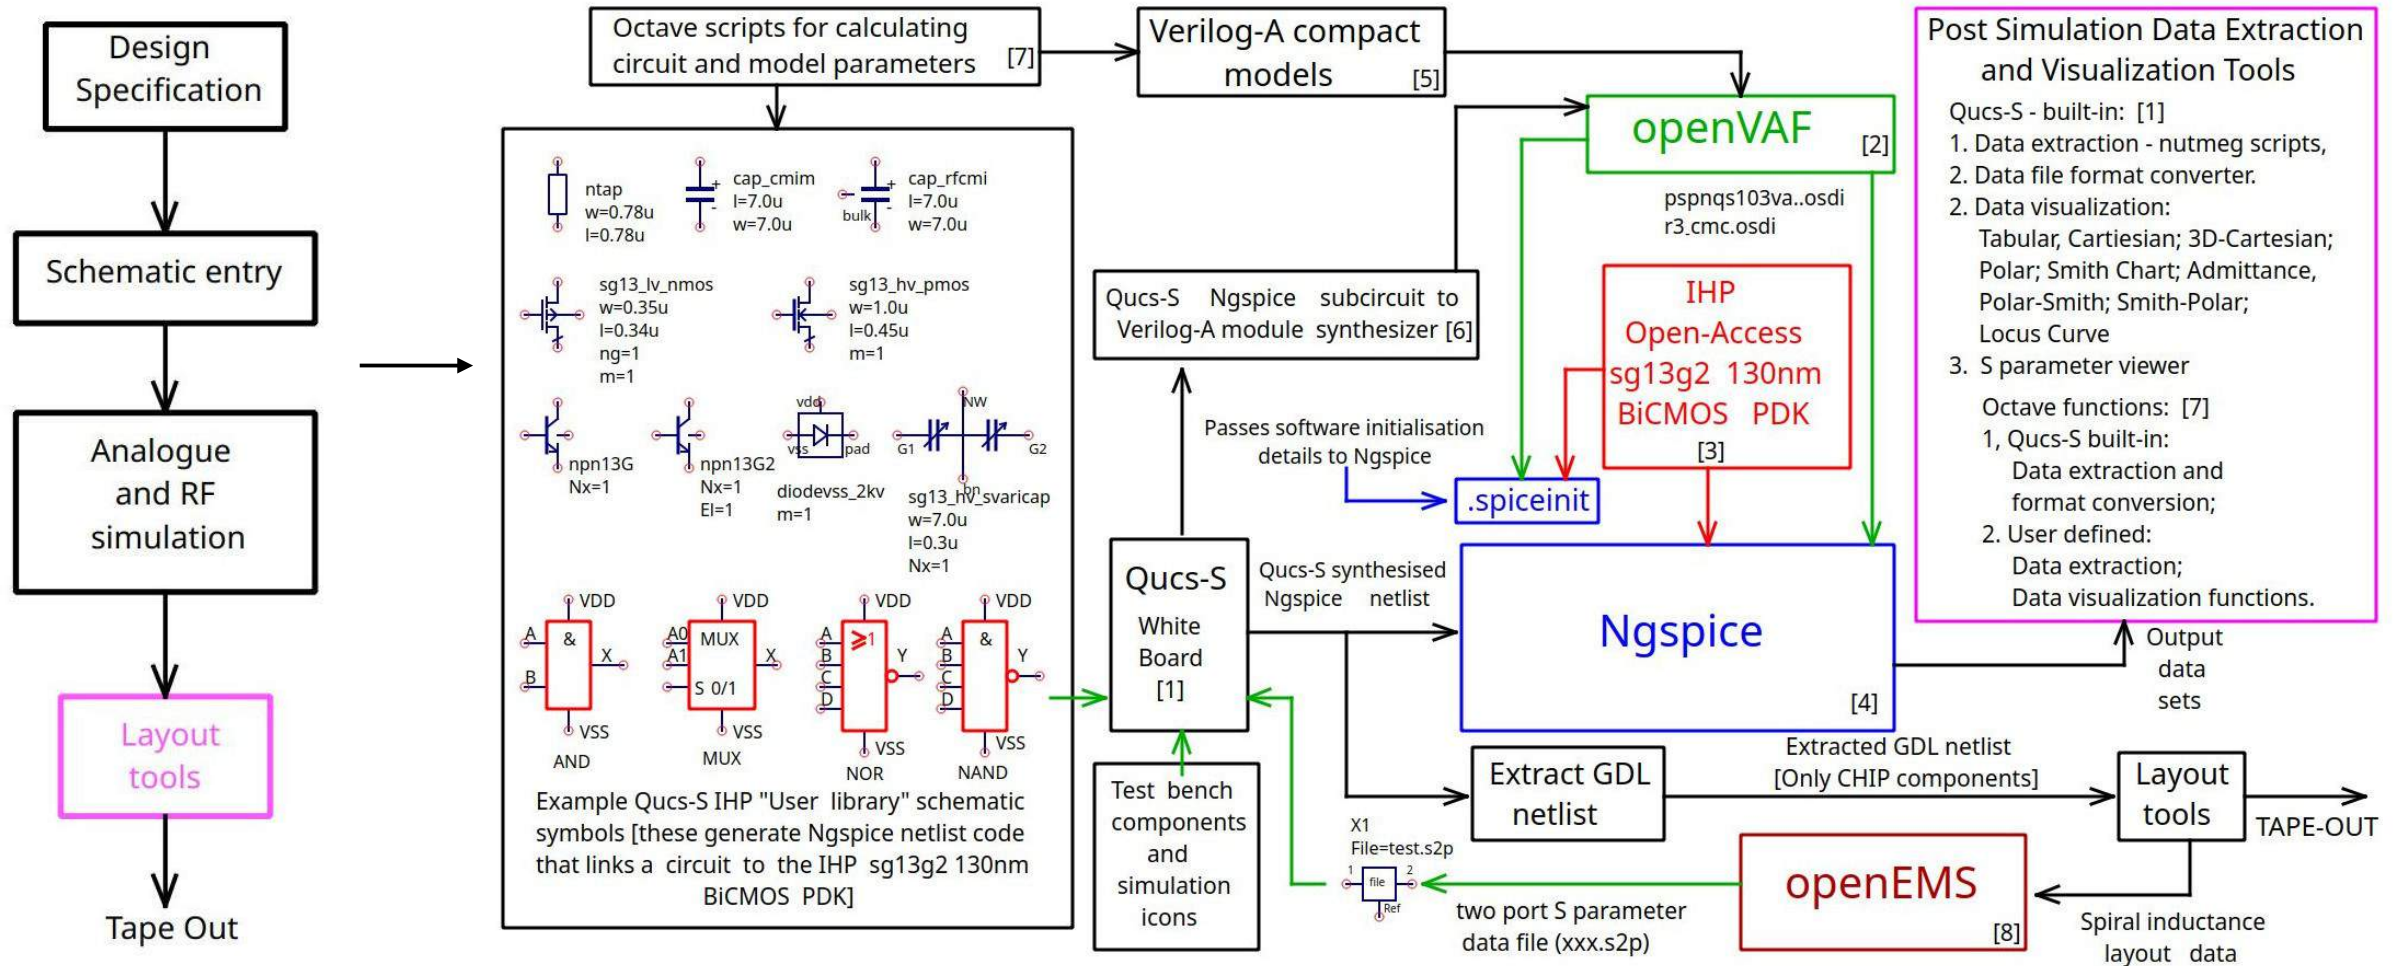 Design
Specification
Schematic entry
Analogue
and RF
simulation
Layout
tools
Tape Out
Octave scripts for calculating
circuit and model parameters [7]
Verilog-A compact
models [5]
openVAF
[2]
pspnqs103va..osdi
r3_cmc.osdi
ntap
w=0.78u
l=0.78u
+
-
cap_cmim
l=7.0u
w=7.0u
+
-
bulk
cap_rfcmi
l=7.0u
w=7.0u
sg13_lv_nmos
w=0.35u
l=0.34u
ng=1
m=1
sg13_hv_pmos
w=1.0u
l=0.45u
m=1
npn13G
Nx=1
npn13G2
Nx=1
El=1
vdd
vss
pad
diodevss_2kv
m=1
NW
G1
G2
bn
sg13_hv_svaricap
w=7.0u
l=0.3u
Nx=1
VDD
A
&
X
B
VSS
AND
VDD
A0
MUX
A1
X
S 0/1
VSS
MUX
VDD
A
⩾1
B
Y
C
D
VSS
NOR
VDD
A
&
B
Y
C
D
VSS
NAND
Example Qucs-S IHP "User library" schematic
symbols [these generate Ngspice netlist code
that links a circuit to the IHP sg13g2 130nm
BiCMOS PDK]
Qucs-S Ngspice subcircuit to
Verilog-A module synthesizer [6]
IHP
Open-Access
sg13g2 130nm
BiCMOS PDK
[3]
Passes software initialisation
details to Ngspice
.spiceinit
Qucs-S
White
Board
[1]
Qucs-S synthesised
Ngspice netlist
Ngspice
[4]
Test bench
components
and
simulation
icons
Extract GDL
netlist
Extracted GDL netlist
[Only CHIP components]
Layout
tools
TAPE-OUT
X1
File=test.s2p
1
file
2
Ref
two port S parameter
data file (xxx.s2p)
openEMS
[8]
Spiral inductance
layout data
Post Simulation Data Extraction
and Visualization Tools
Qucs-S - built-in: [1]
1. Data extraction - nutmeg scripts,
2. Data file format converter.
2. Data visualization:
Tabular, Cartiesian; 3D-Cartesian;
Polar; Smith Chart; Admittance,
Polar-Smith; Smith-Polar;
Locus Curve
3. S parameter viewer
Octave functions: [7]
1, Qucs-S built-in:
Data extraction and
format conversion;
2. User defined:
Data extraction;
Data visualization functions.
Output
data
sets